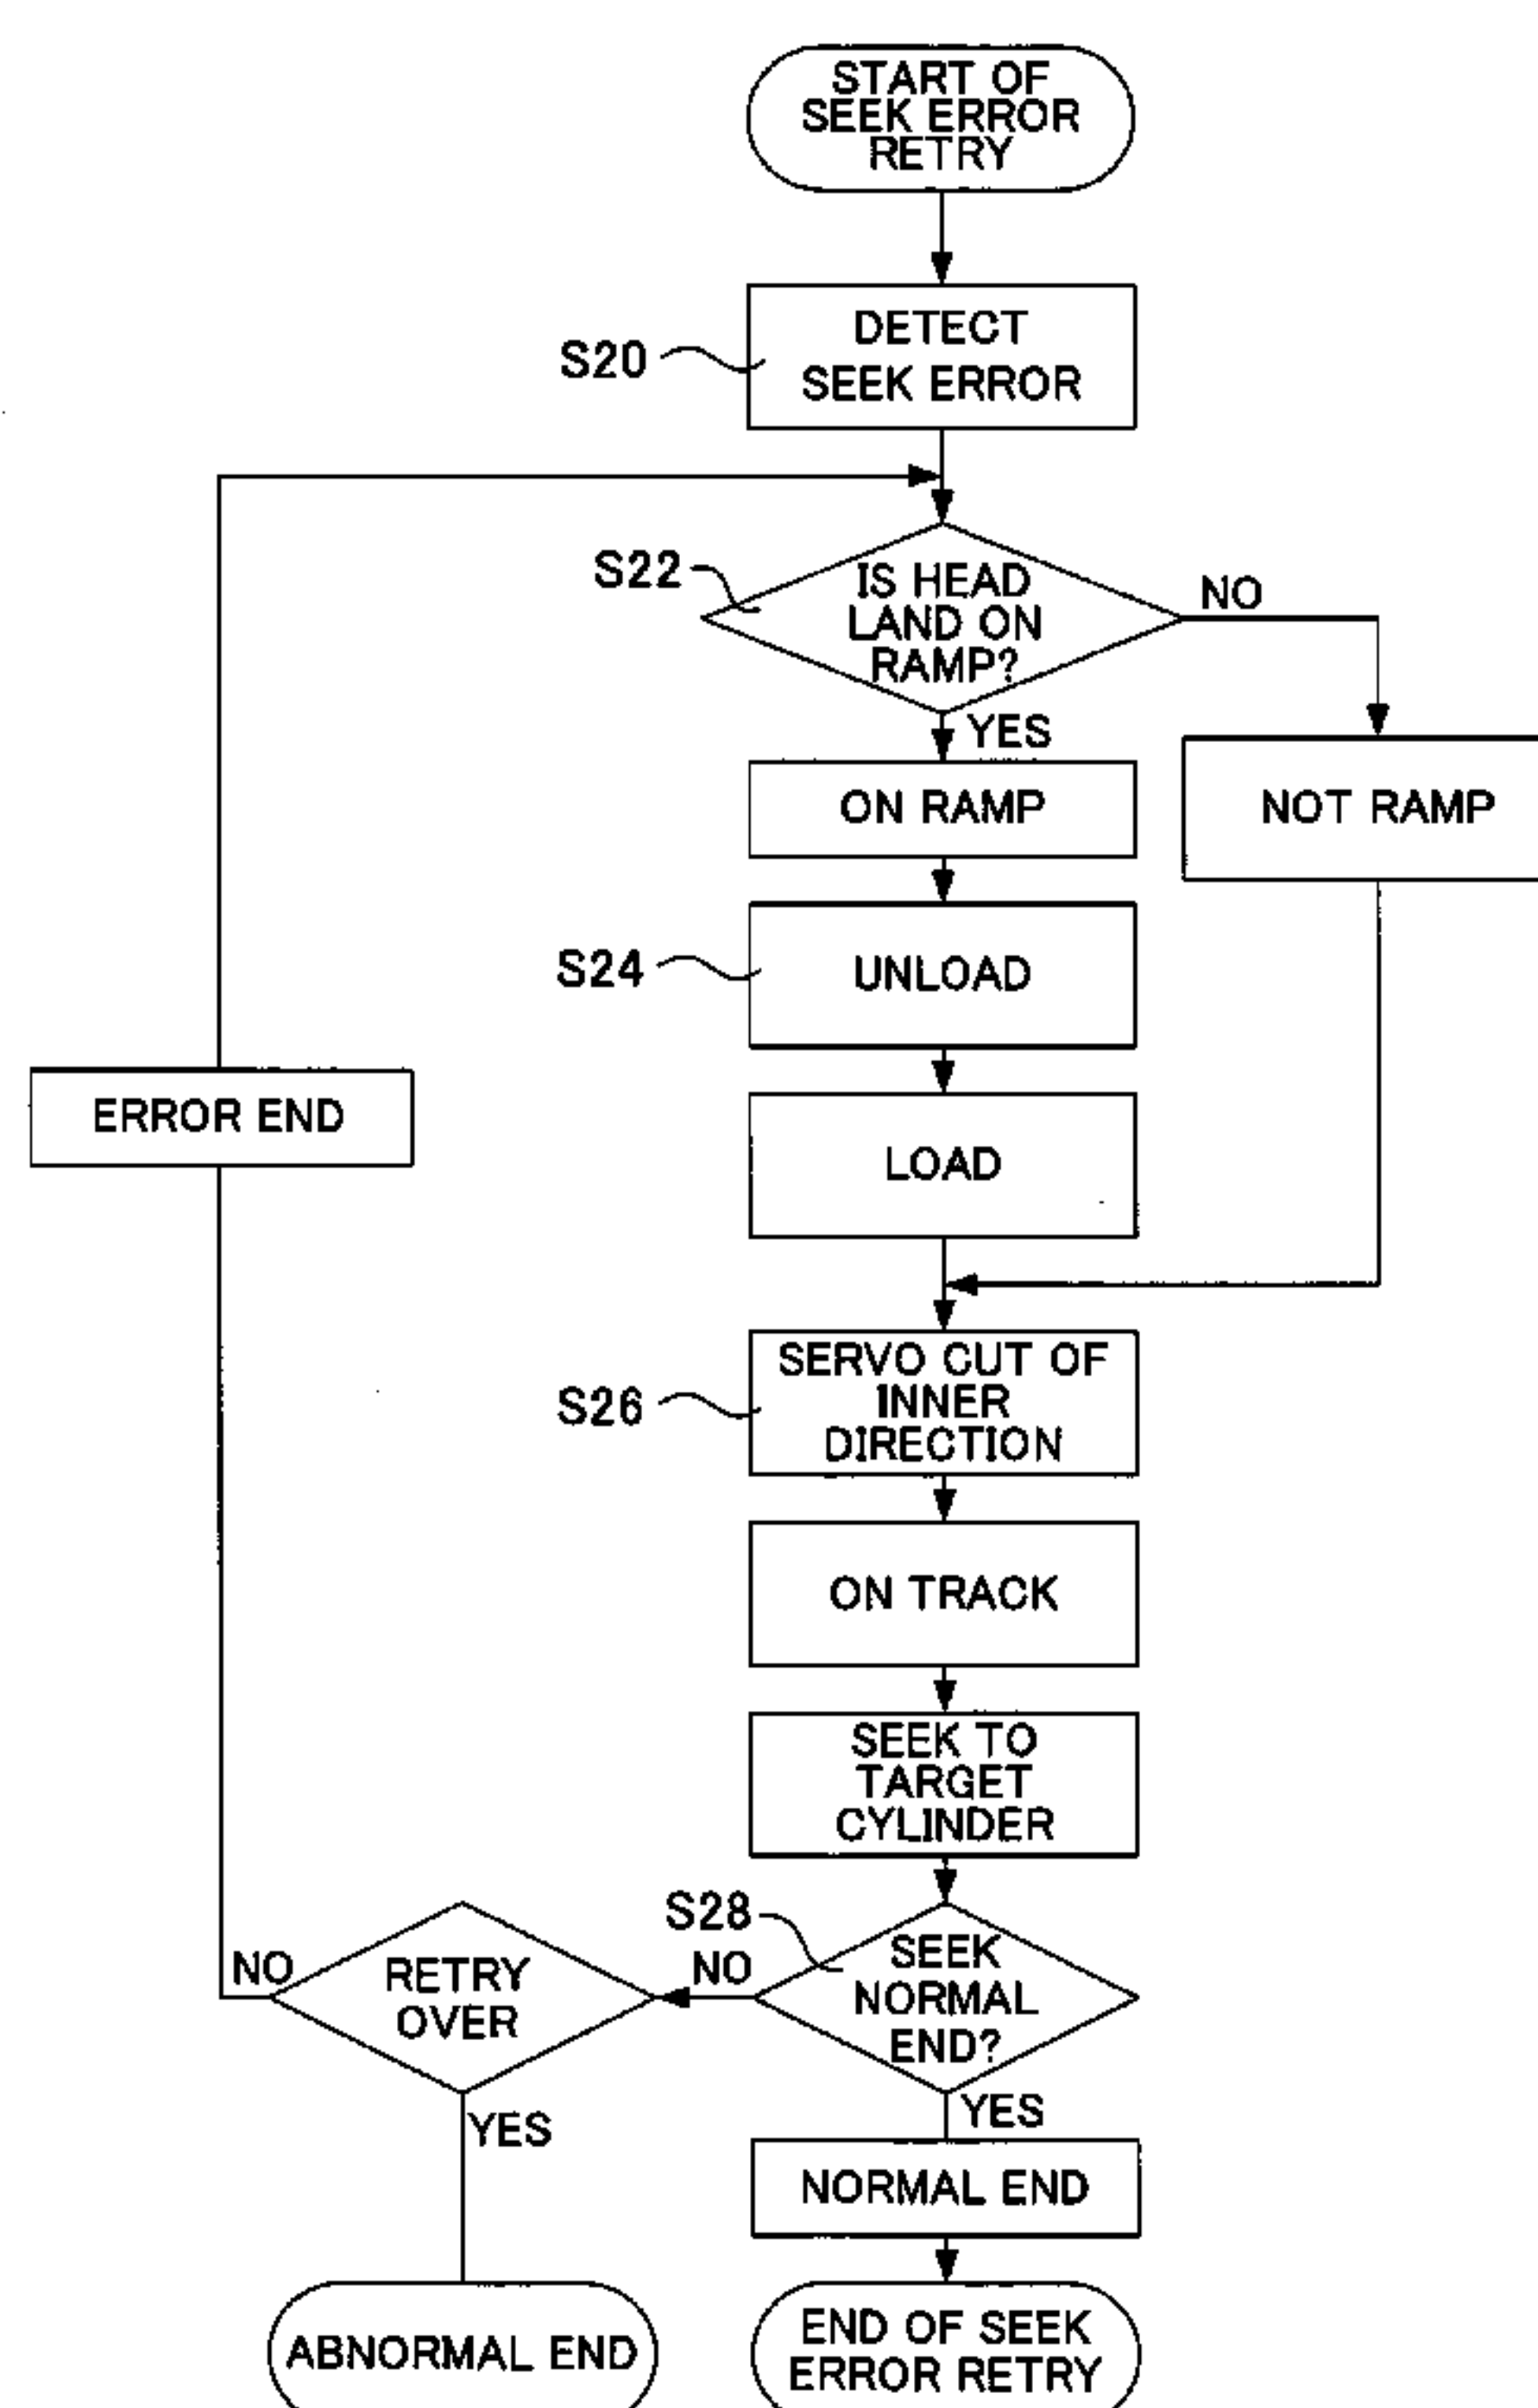 START OF
SEEK ERROR
RETRY
S20
DETECT
SEEK ERROR
S22
IS HEAD
LAND ON
RAMP?
NO
YES
ON RAMP
NOT RAMP
S24
UNLOAD
ERROR END
LOAD
S26
SERVO CUT OF
INNER
DIRECTION
ON TRACK
SEEK TO
TARGET
CYLINDER
S28
SEEK
NORMAL
END?
NO
RETRY
OVER
NO
YES
YES
NORMAL END
ABNORMAL END
END OF SEEK
ERROR RETRY